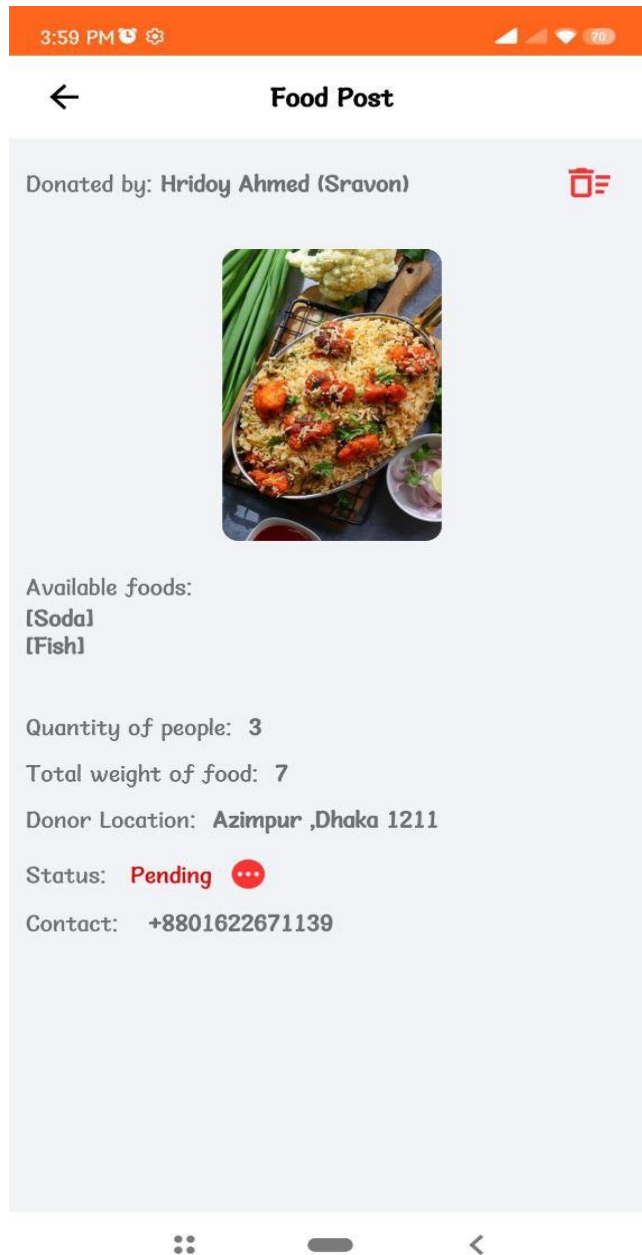 3:59 PM 70
Food Post
Donated by: Hridoy Ahmed (Sravon)
Available foods:
[Soda]
[Fish]
Quantity of people: 3
Total weight of food: 7
Donor Location: Azimpur ,Dhaka 1211
Status: Pending
Contact: +8801622671139